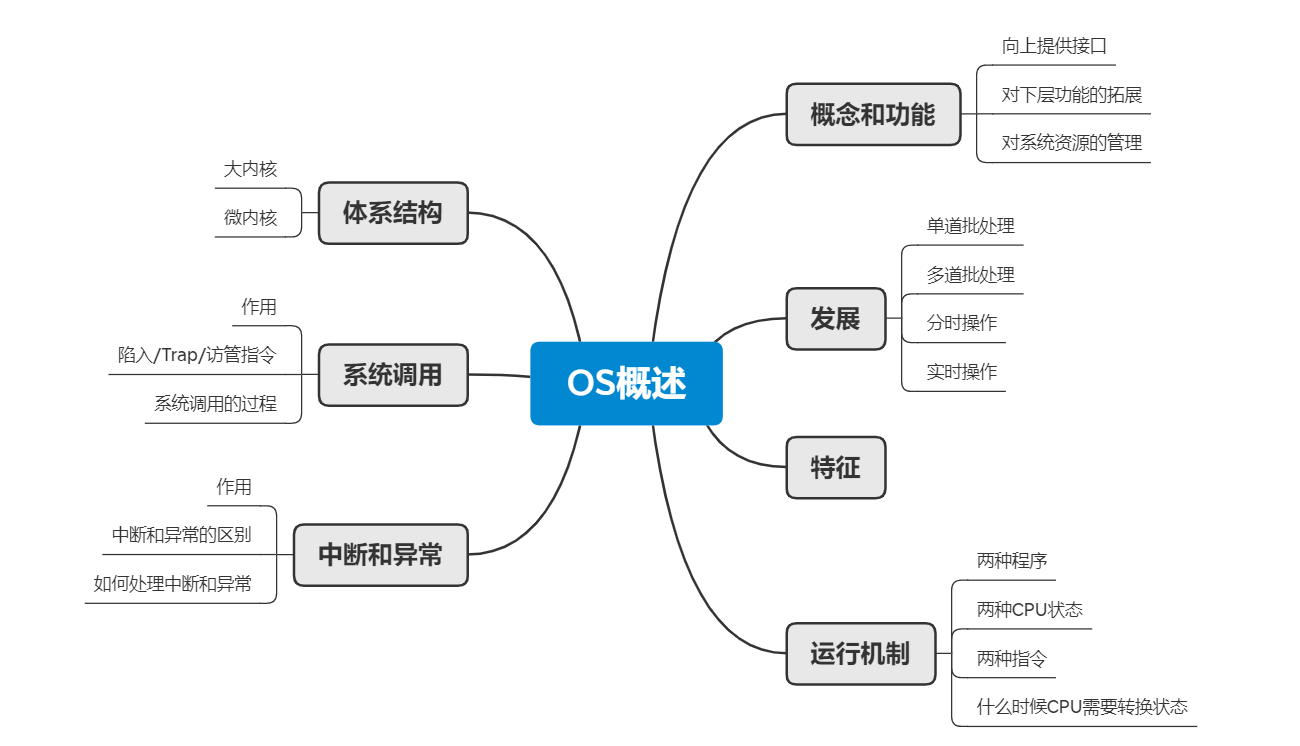 OS概述
概念和功能
向上提供接口
对下层功能的拓展
对系统资源的管理
发展
单道批处理
多道批处理
分时操作
实时操作
特征
运行机制
两种程序
两种CPU状态
两种指令
什么时候CPU需要转换状态
体系结构
大内核
微内核
系统调用
作用
陷入/Trap/访管指令
系统调用的过程
中断和异常
作用
中断和异常的区别
如何处理中断和异常